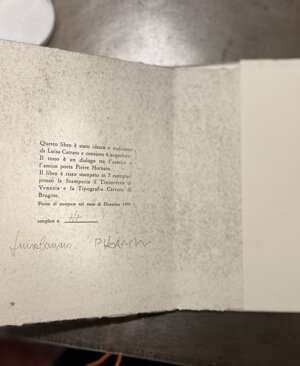 Questo libro è stato ideato e realizzato
da Luisa Carraro e contiene 6 acquerelli.
Il testo è un dialogo tra l'autrice e
l'amico poeta Pierre
Il libro è stato stampato in 7 esemplari
presso la Stamperia il Tintoretto di
Venezia e la Tipografia Carraro di
Finito di stampare nel mese di Dicembre
esemplare n.